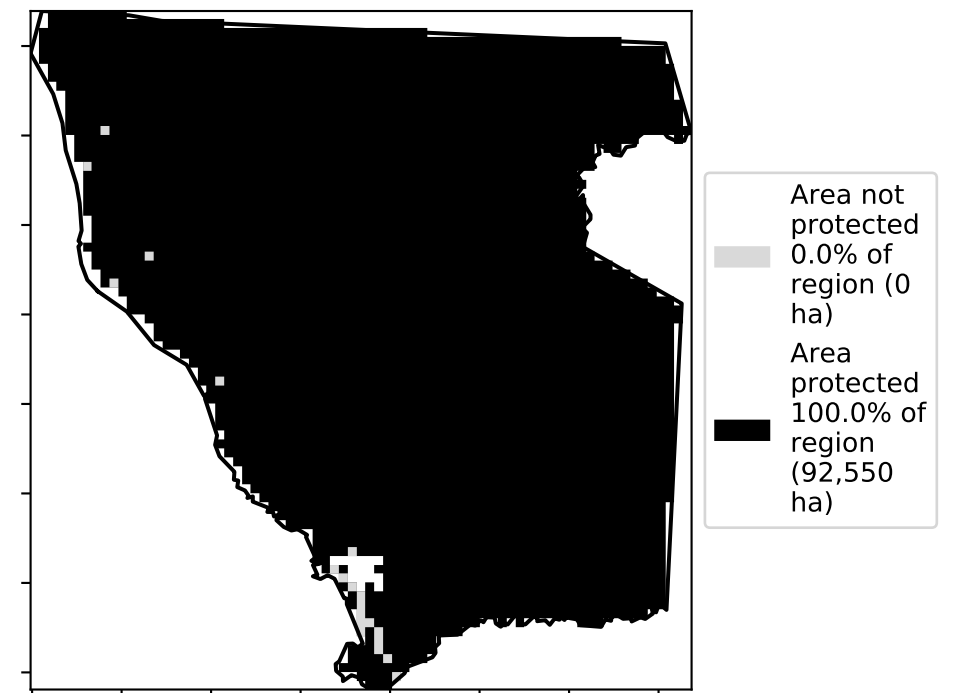 Area not
protected
0.0% of
region (0
ha)
Area
protected
100.0% of
region
(92,550
ha)